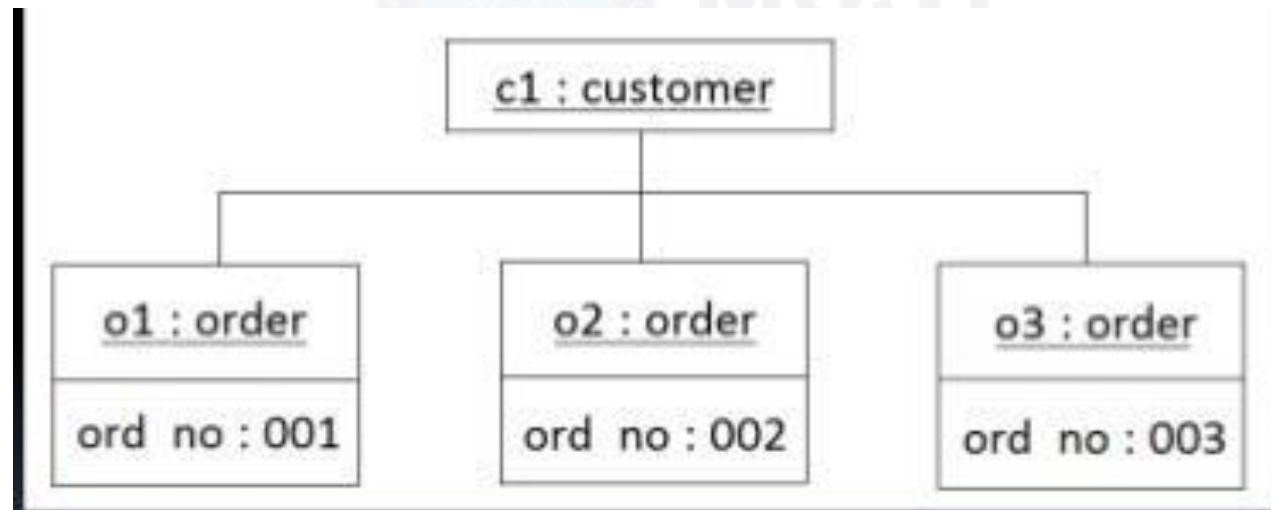 c1 : customer
o1 : order
ord no : 001
o2 : order
ord no : 002
o3 : order
ord no : 003